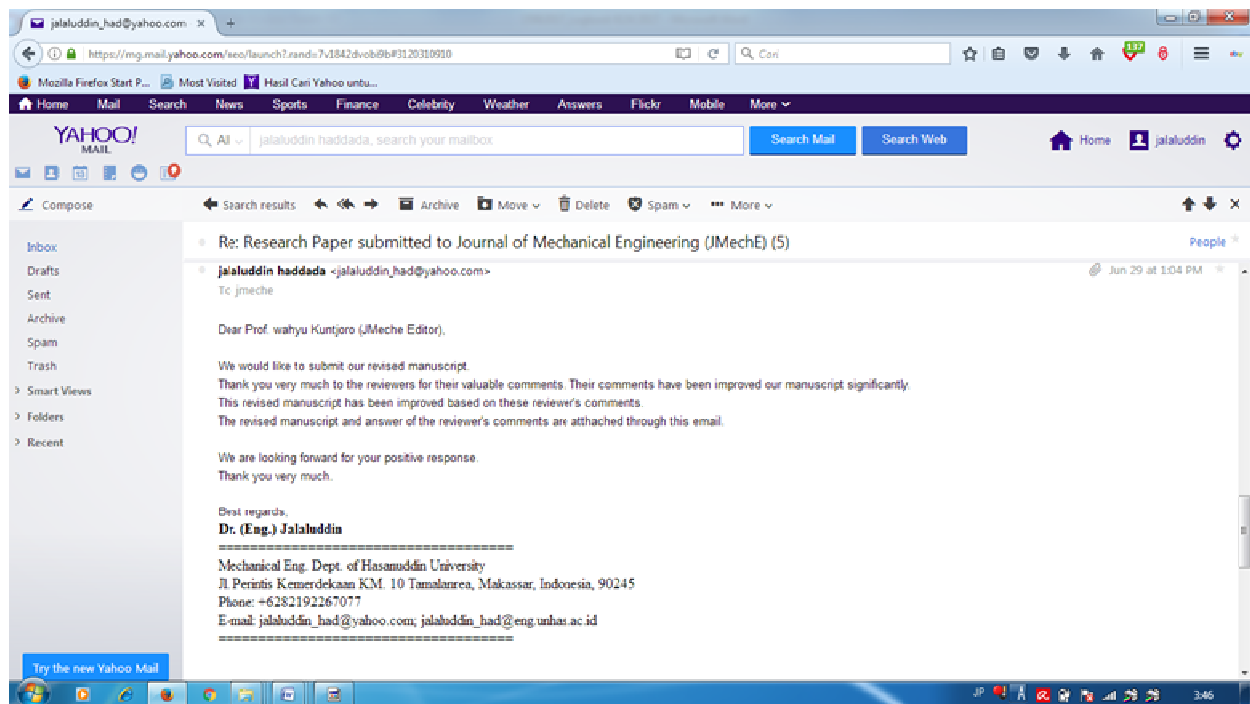 jalaluddin_had@yahoo.com × +
https://mg.mail.yahoo.com/neo/launch?.rand=7v1842dvobi9b#3120310910
Cari
137
Mozilla Firefox Start P... Most Visited Hasil Cari Yahoo untu...
Home Mail Search News Sports Finance Celebrity Weather Answers Flickr Mobile More
YAHOO!
MAIL
All jalaluddin haddada, search your mailbox Search Mail Search Web Home jalaluddin
Compose Search results Archive Move Delete Spam More
Inbox
Drafts
Sent
Archive
Spam
Trash
Smart Views
Folders
Recent
Re: Research Paper submitted to Journal of Mechanical Engineering (JMechE) (5) People
jalaluddin haddada <jalaluddin_had@yahoo.com> Jun 29 at 1:04 PM
To jmeche
Dear Prof. wahyu Kuntjoro (JMeche Editor),
We would like to submit our revised manuscript.
Thank you very much to the reviewers for their valuable comments. Their comments have been improved our manuscript significantly.
This revised manuscript has been improved based on these reviewer's comments.
The revised manuscript and answer of the reviewer's comments are atthached through this email.
We are looking forward for your positive response.
Thank you very much.
Best regards,
Dr. (Eng.) Jalaluddin
=====================================
Mechanical Eng. Dept. of Hasanuddin University
Jl. Perintis Kemerdekaan KM. 10 Tamalanrea, Makassar, Indonesia, 90245
Phone: +6282192267077
E-mail: jalaluddin_had@yahoo.com; jalaluddin_had@eng.unhas.ac.id
=====================================
Try the new Yahoo Mail
JP 3:46